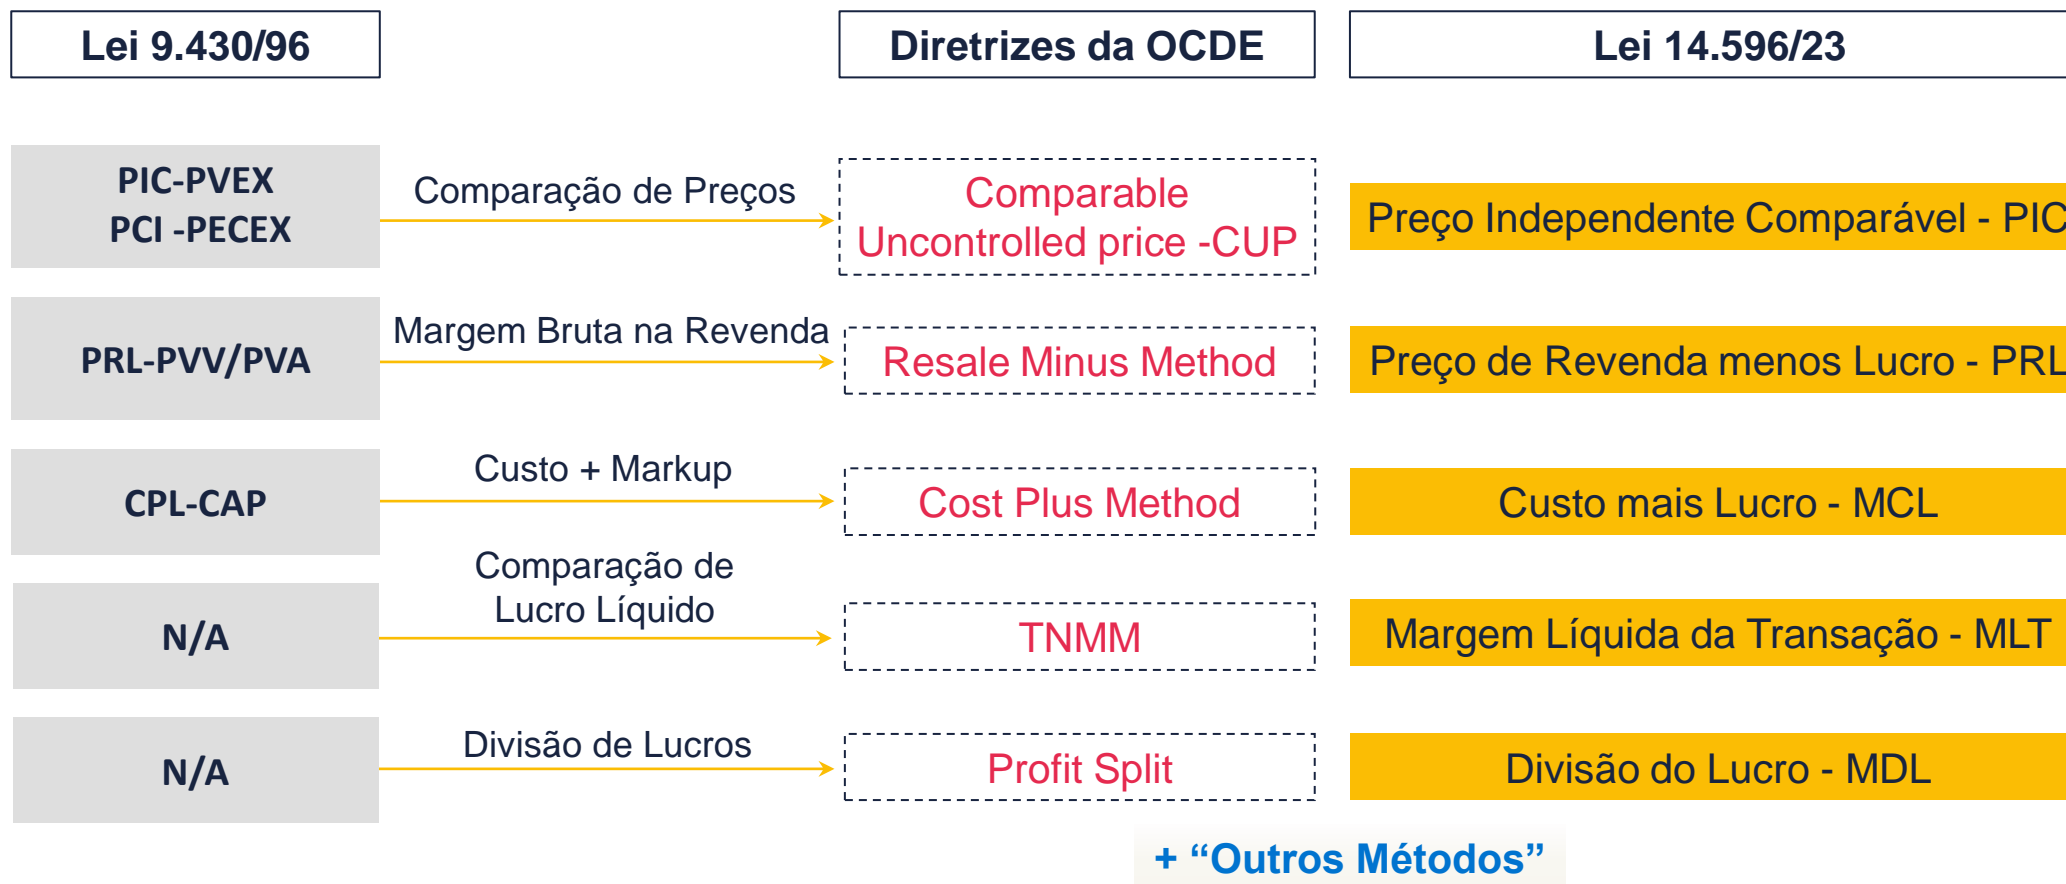 Lei 9.430/96
Diretrizes da OCDE
Lei 14.596/23
PIC-PVEX
PCI -PECEX
Comparação de Preços
Comparable
Uncontrolled price -CUP
Preço Independente Comparável - PIC
PRL-PVV/PVA
Margem Bruta na Revenda
Resale Minus Method
Preço de Revenda menos Lucro - PRL
CPL-CAP
Custo + Markup
Cost Plus Method
Custo mais Lucro - MCL
N/A
Comparação de
Lucro Líquido
TNMM
Margem Líquida da Transação - MLT
N/A
Divisão de Lucros
Profit Split
Divisão do Lucro - MDL
+ “Outros Métodos”